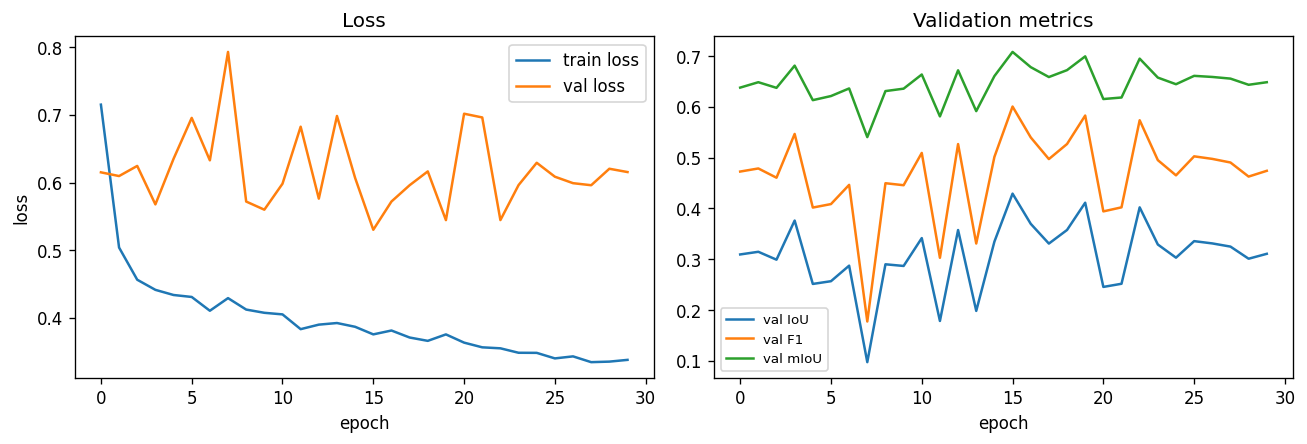 Loss
train loss
val loss
0.8
0.7
0.6
0.5
0.4
loss
0 5 10 15 20 25 30
epoch
Validation metrics
0.7
0.6
0.5
0.4
0.3
0.2
0.1
val IoU
val F1
val mIoU
0 5 10 15 20 25 30
epoch